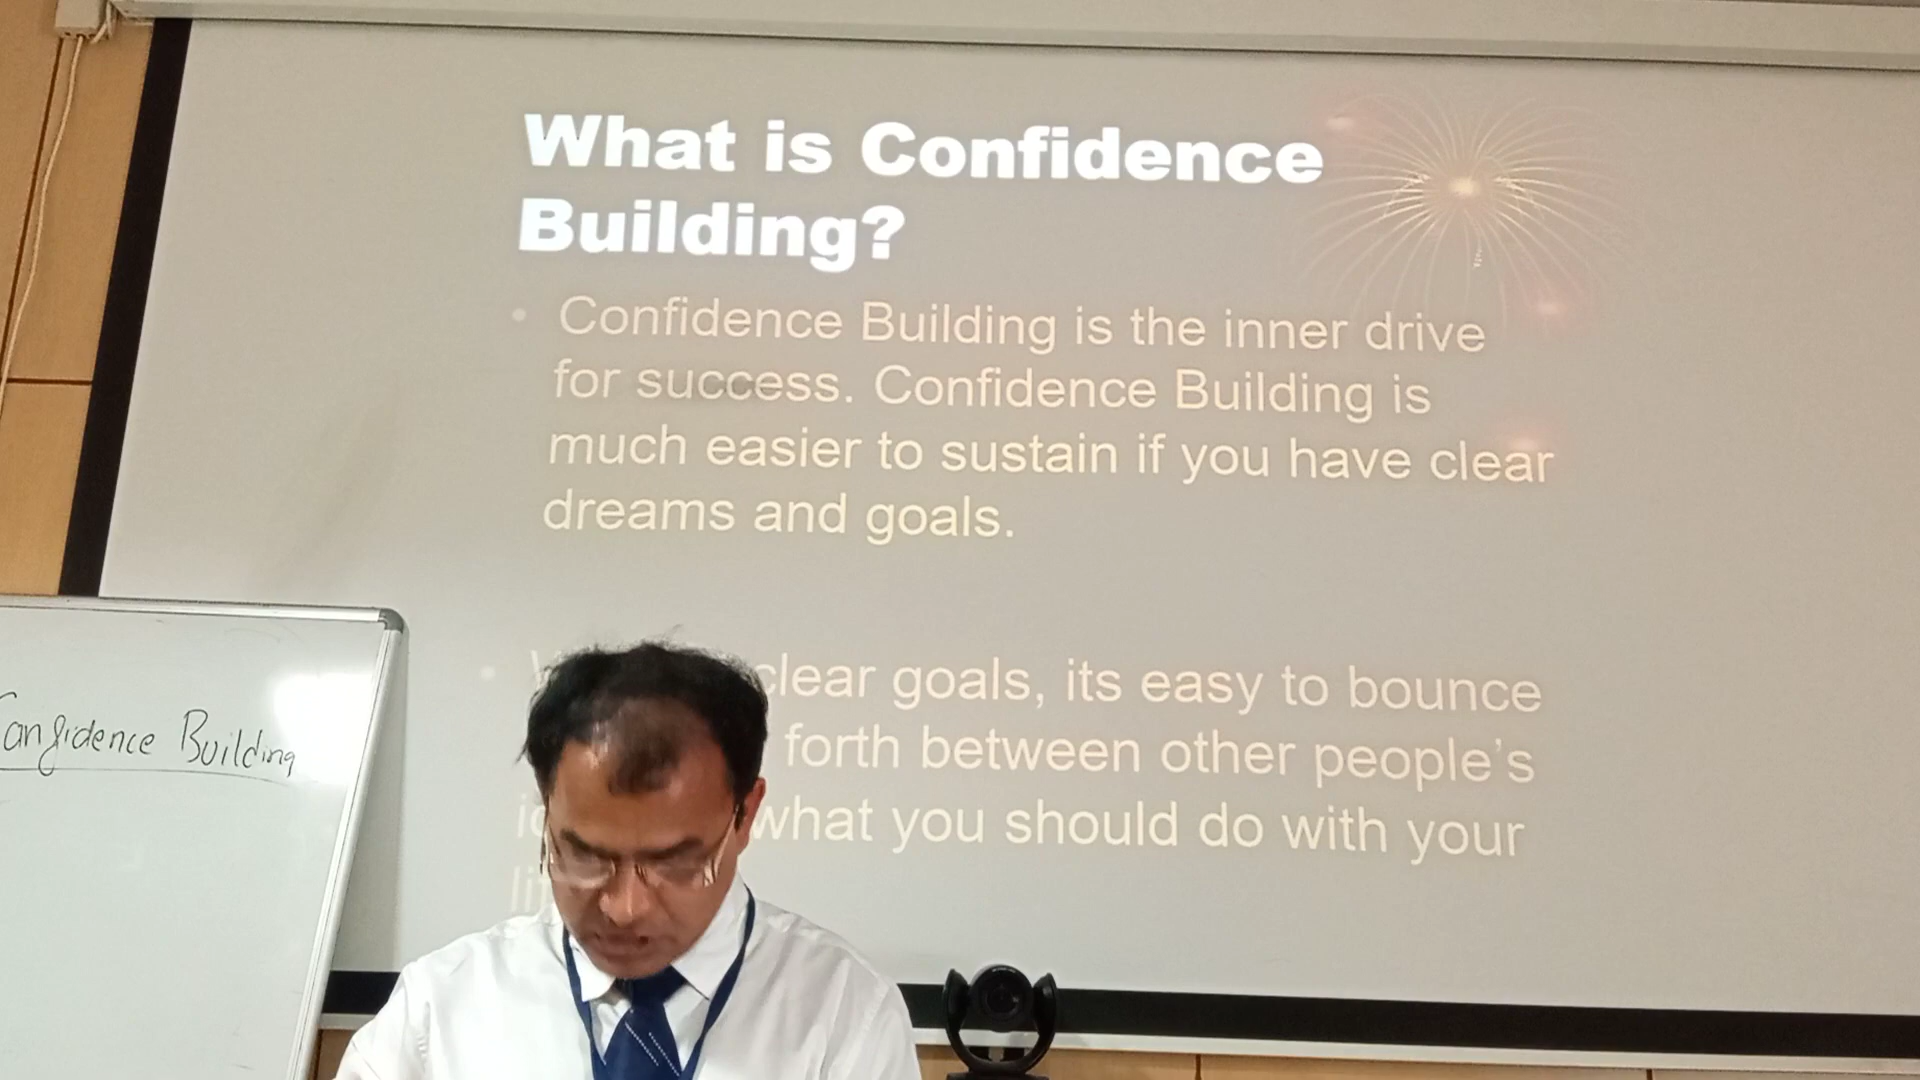 What is Confidence
Building?
• Confidence Building is the inner drive
for success. Confidence Building is
much easier to sustain if you have clear
dreams and goals.
• clear goals, its easy to bounce
forth between other people's
what you should do with your
Confidence Building